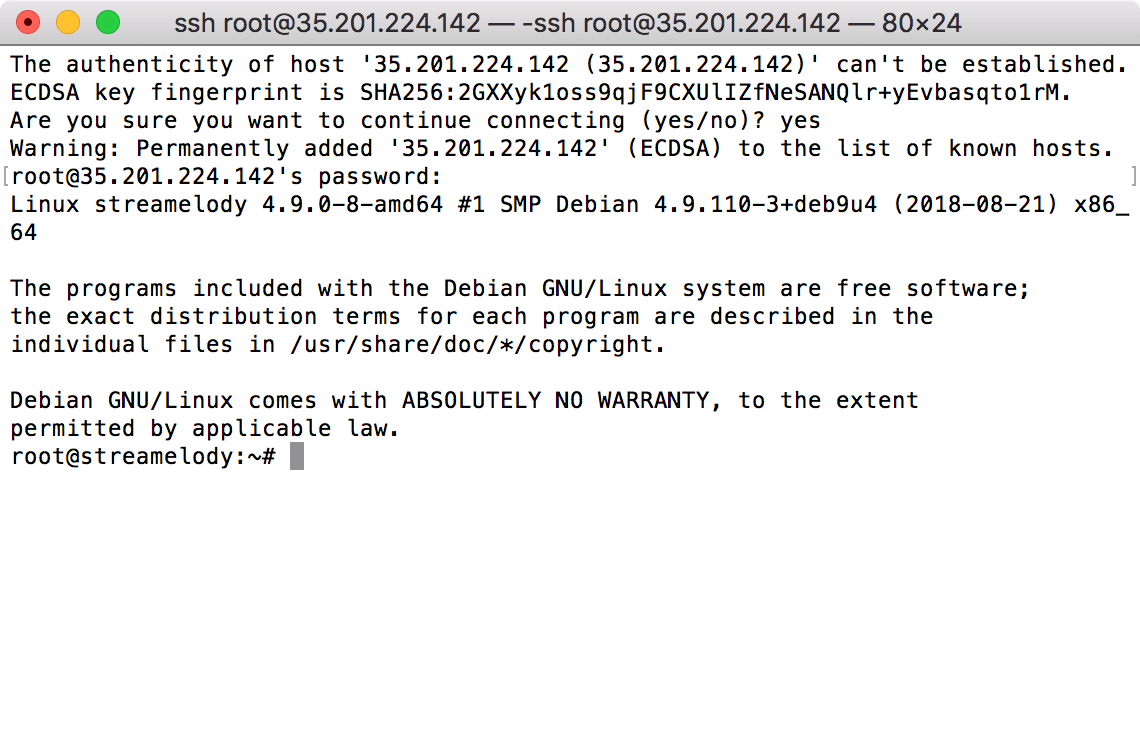 ssh root@35.201.224.142 — -ssh root@35.201.224.142 — 80×24
The authenticity of host '35.201.224.142 (35.201.224.142)' can't be established.
ECDSA key fingerprint is SHA256:2GXXyk1oss9qjF9CXUlIZfNeSANQlr+yEvbasqto1rM.
Are you sure you want to continue connecting (yes/no)? yes
Warning: Permanently added '35.201.224.142' (ECDSA) to the list of known hosts.
[root@35.201.224.142's password: ]
Linux streamelody 4.9.0-8-amd64 #1 SMP Debian 4.9.110-3+deb9u4 (2018-08-21) x86_
64
The programs included with the Debian GNU/Linux system are free software;
the exact distribution terms for each program are described in the
individual files in /usr/share/doc/*/copyright.
Debian GNU/Linux comes with ABSOLUTELY NO WARRANTY, to the extent
permitted by applicable law.
root@streamelody:~#